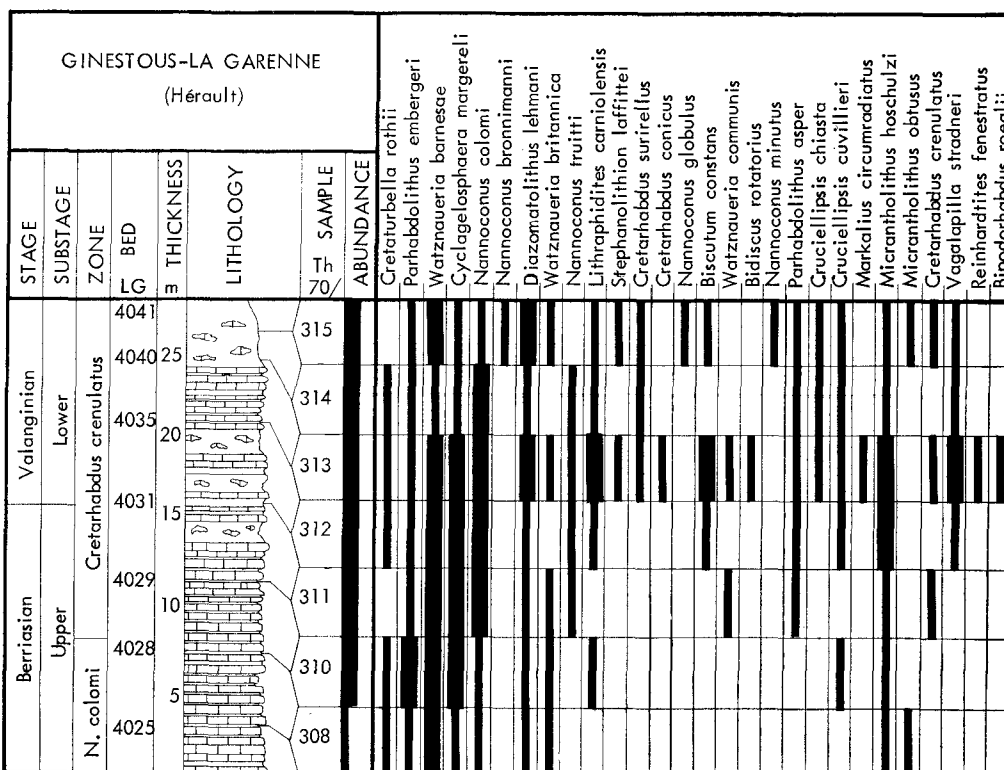 GINESTOUS-LA GARENNE
(Hérault)
STAGE
SUBSTAGE
ZONE
BED
LG
THICKNESS
m
LITHOLOGY
SAMPLE
Th
70/
ABUNDANCE
Cretaturbella rothii
Parhabdolithus embergeri
Watznaueria barnesae
Cyclagelosphaera margereli
Nannoconus colomi
Nannoconus bronnimanni
Diazomatolithus lehmani
Watznaueria britannica
Nannoconus truitti
Lithraphidites carniolensis
Stephanolithion laffittei
Cretarhabdus surirellus
Cretarhabdus conicus
Nannoconus globulus
Biscutum constans
Watznaueria communis
Bidiscus rotatorius
Nannoconus minutus
Parhabdolithus asper
Cruciellipsis chiasta
Cruciellipsis cuvillieri
Markalius circumradiatus
Micrantholithus hoschulzi
Micrantholithus obtusus
Cretarhabdus crenulatus
Vagalapilla stradneri
Reinhardtites fenestratus
Valanginian
Berriasian
Lower
Upper
Cretarhabdus crenulatus
N. colomi
4041
4040
4035
4031
4029
4028
4025
25
20
15
10
5
315
314
313
312
311
310
308